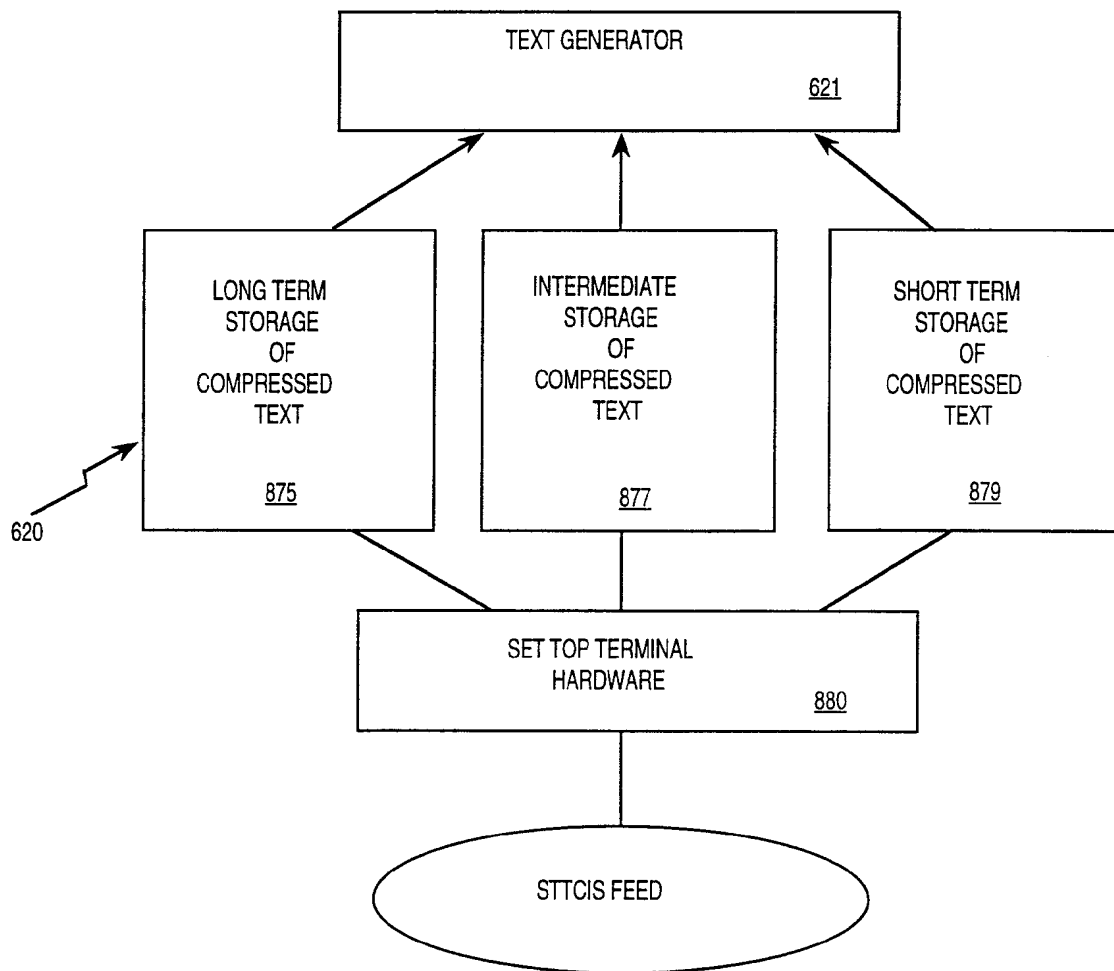 TEXT GENERATOR
621
LONG TERM
STORAGE
OF
COMPRESSED
TEXT
875
INTERMEDIATE
STORAGE
OF
COMPRESSED
TEXT
877
SHORT TERM
STORAGE
OF
COMPRESSED
TEXT
879
620
SET TOP TERMINAL
HARDWARE
880
STTCIS FEED